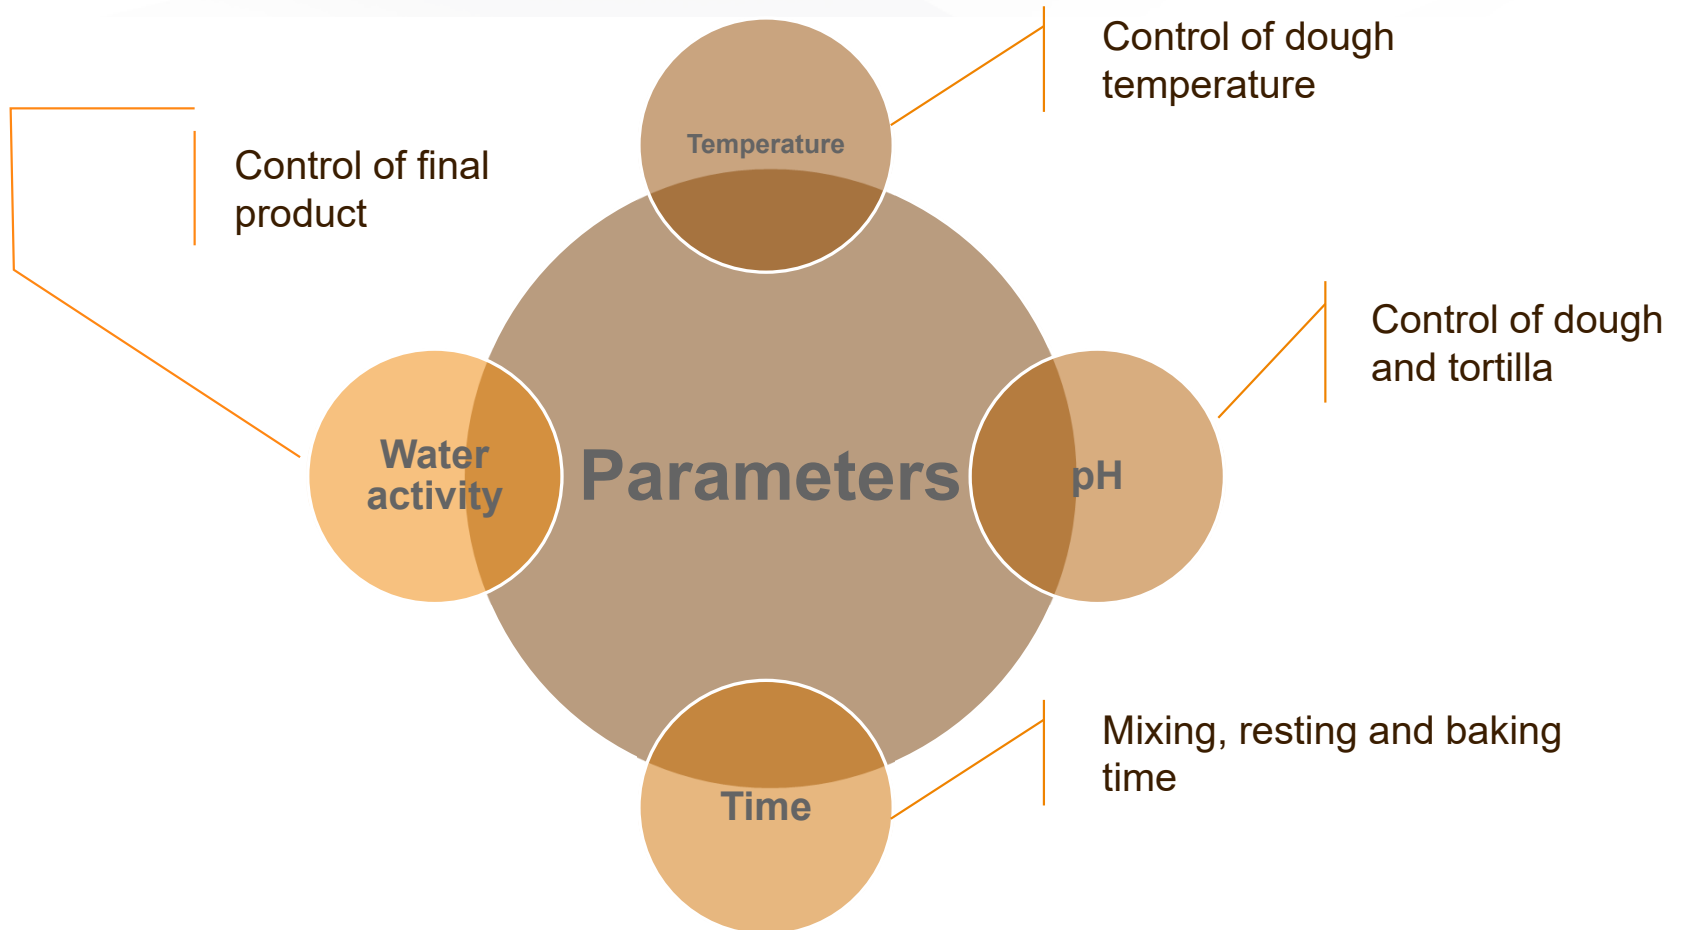 Control of dough
temperature
Temperature
Control of final
product
Control of dough
and tortilla
Water
activity
Parameters
pH
Mixing, resting and baking
time
Time